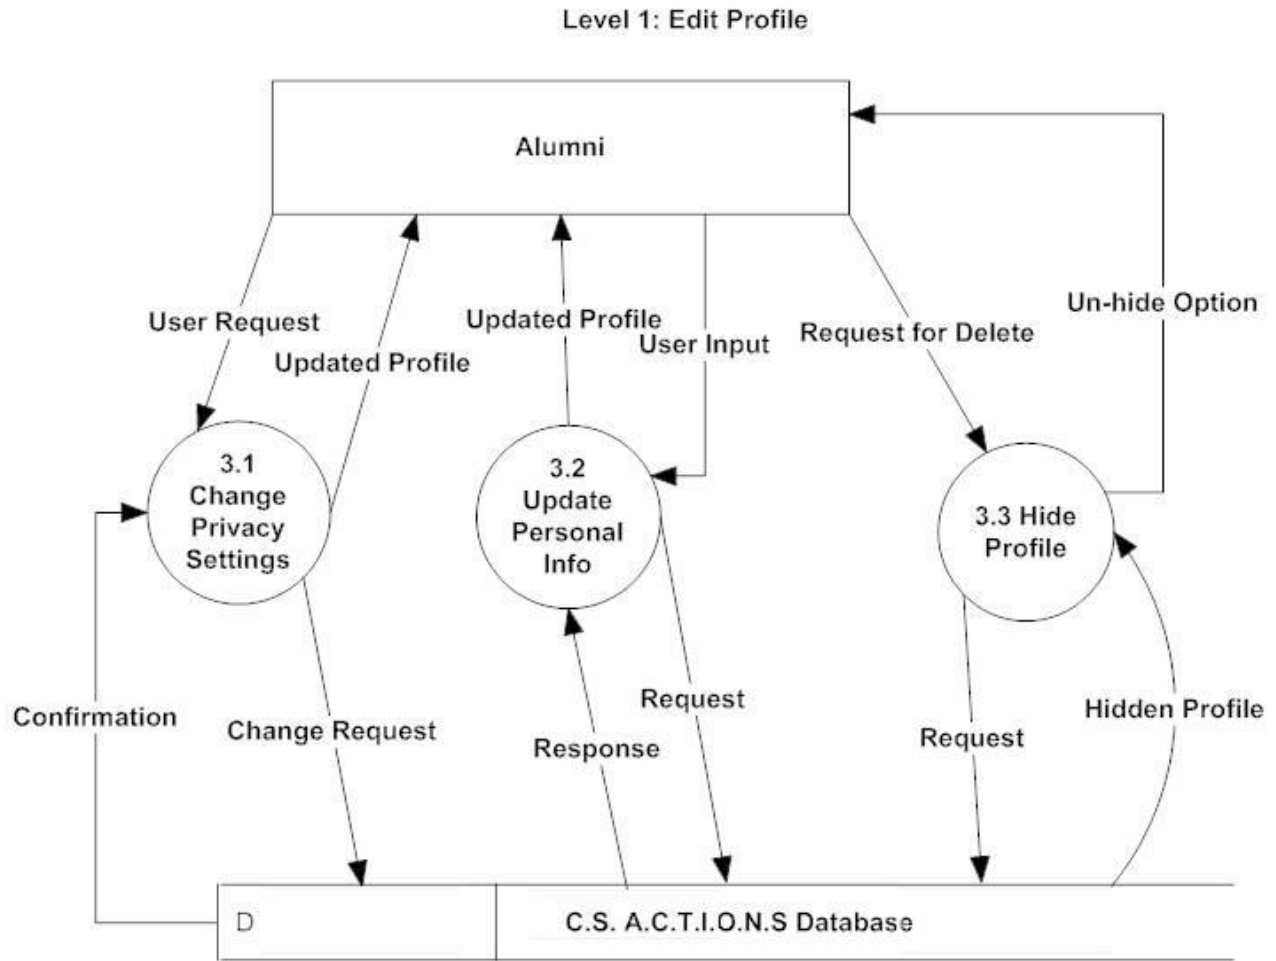 Level 1: Edit Profile
Alumni
User Request
Updated Profile
Updated Profile
User Input
Request for Delete
Un-hide Option
3.1
Change
Privacy
Settings
3.2
Update
Personal
Info
3.3 Hide
Profile
Confirmation
Change Request
Response
Request
Request
Hidden Profile
D
C.S. A.C.T.I.O.N.S Database